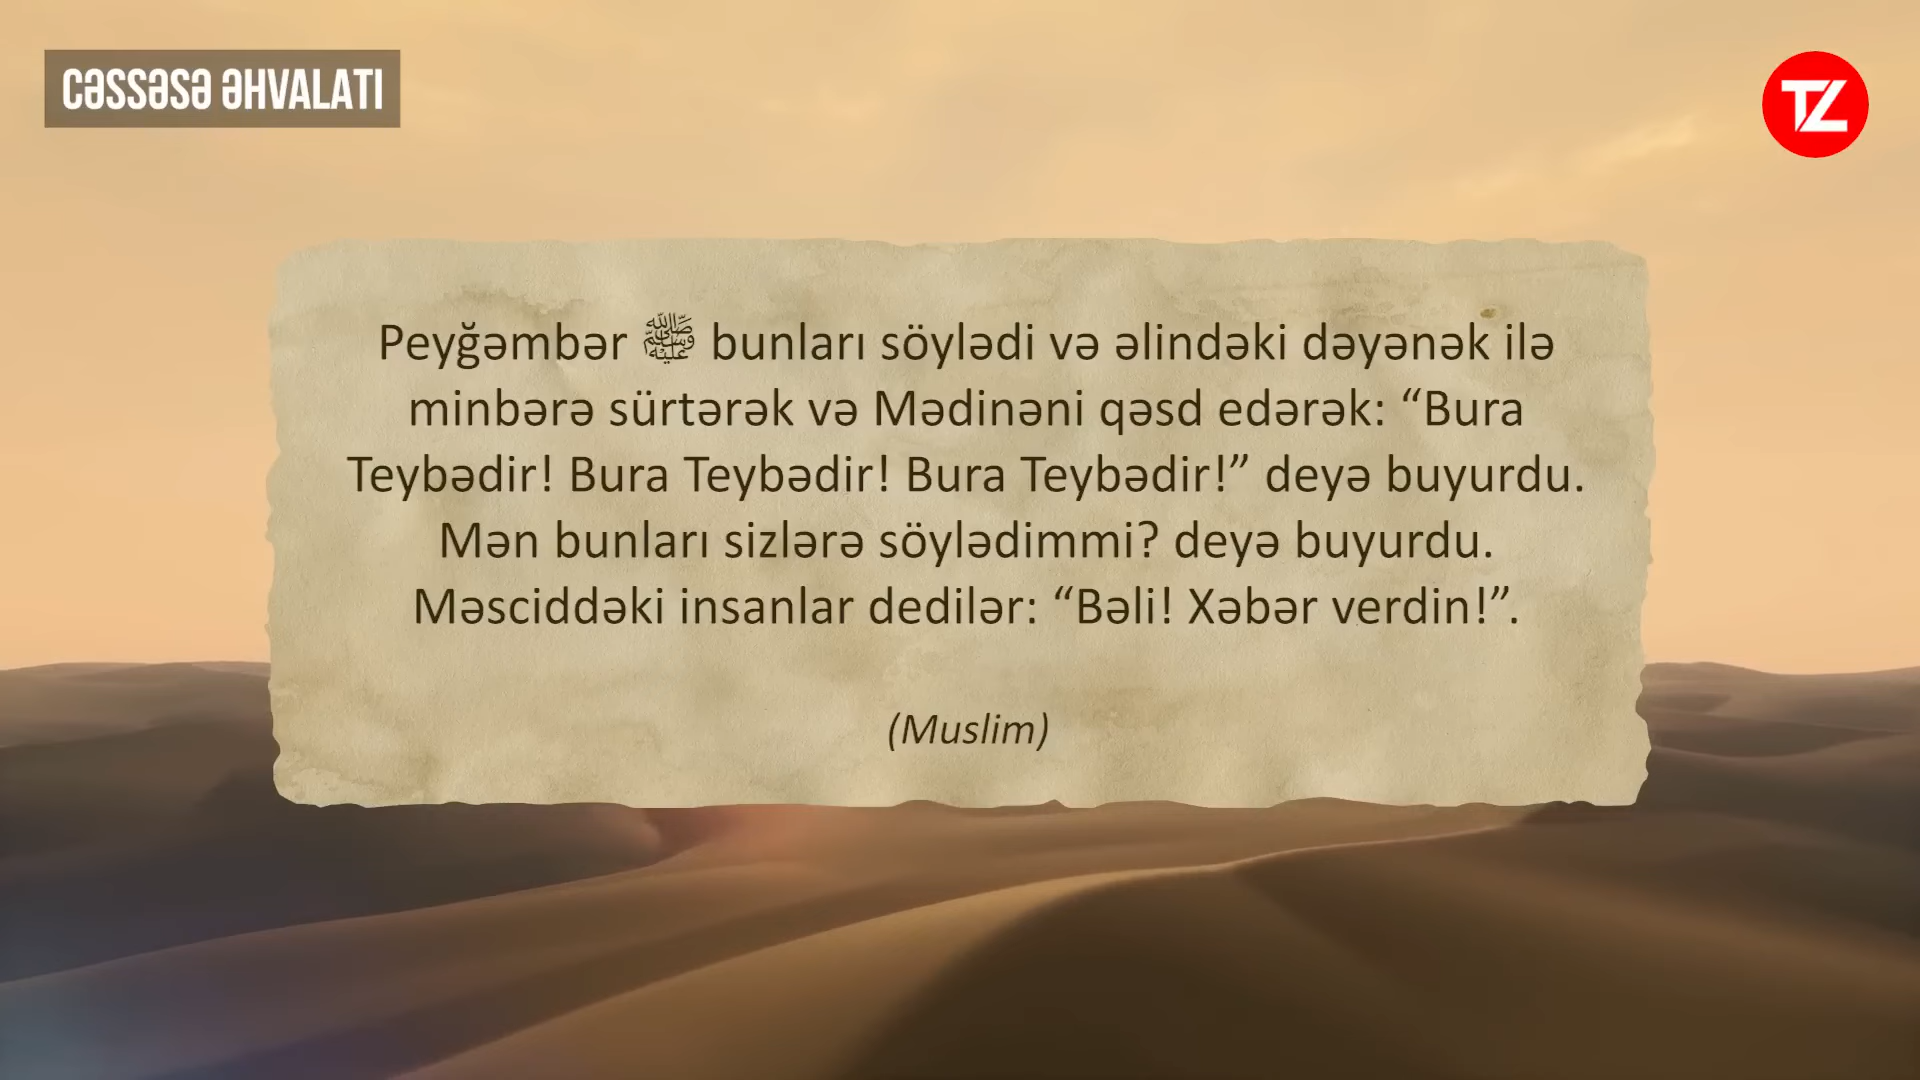 CƏSSƏSƏ ƏHVALATI
TZ
Peyğəmbər ﷺ bunları söylədi və əlindəki dəyənək ilə
minbərə sürtərək və Mədinəni qəsd edərək: “Bura
Teybədir! Bura Teybədir! Bura Teybədir!” deyə buyurdu.
Mən bunları sizlərə söylədimmi? deyə buyurdu.
Məsciddəki insanlar dedilər: “Bəli! Xəbər verdin!”.
(Muslim)